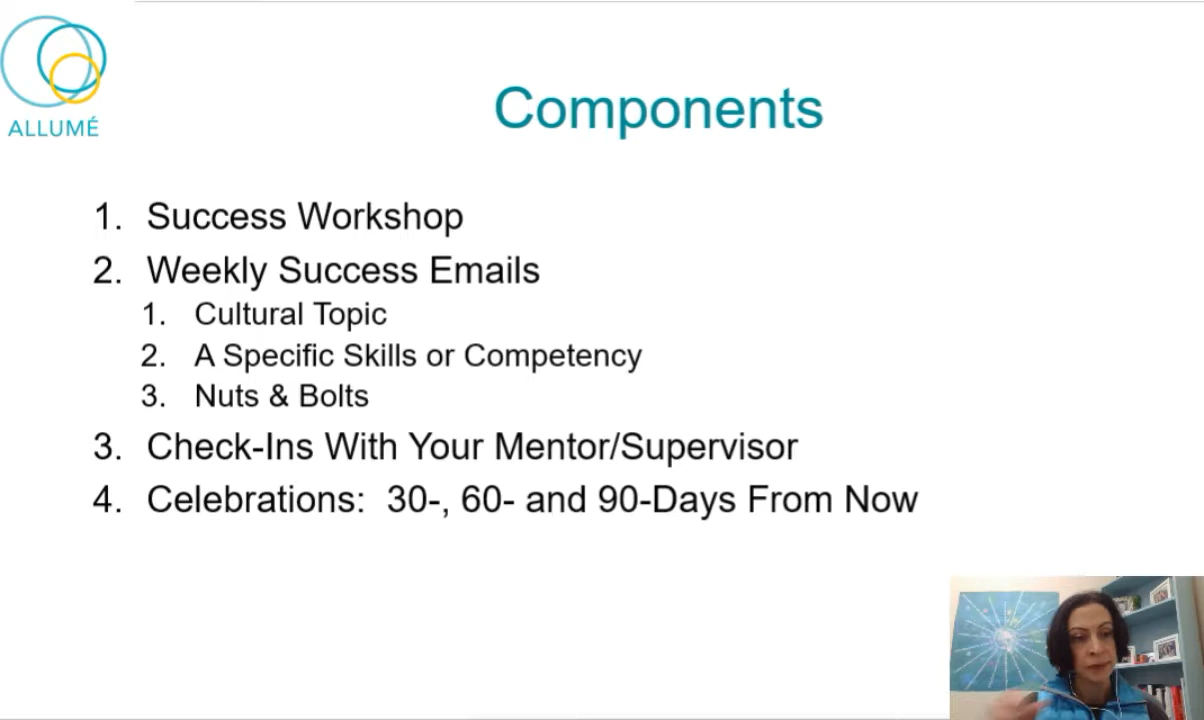 ALLUMÉ
Components
1. Success Workshop
2. Weekly Success Emails
1. Cultural Topic
2. A Specific Skills or Competency
3. Nuts & Bolts
3. Check-Ins With Your Mentor/Supervisor
4. Celebrations: 30-, 60- and 90-Days From Now